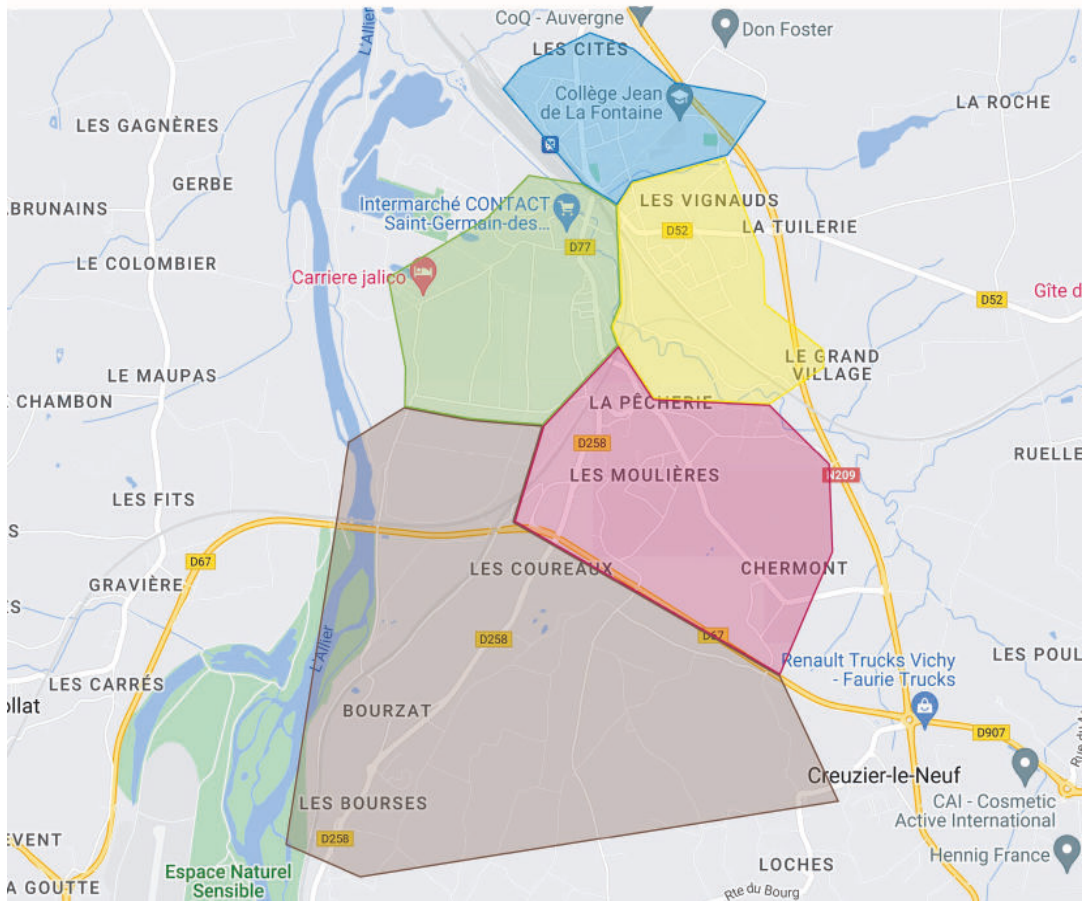 CoQ - Auvergne
Don Foster
L'Allier
LES CITÉS
Collège Jean
de La Fontaine
LA ROCHE
LES GAGNÈRES
GERBE
ABRUNAINS
Intermarché CONTACT
Saint-Germain-des...
LES VIGNAUDS
D52
LA TUILERIE
D77
LE COLOMBIER
Carriere jalico
D52
Gîte d
LE GRAND
VILLAGE
LE MAUPAS
CHAMBON
LA PÊCHERIE
D258
LES MOULIÈRES
N209
RUELLE
LES FITS
D67
LES COUREAUX
CHERMONT
GRAVIÈRE
D258
D67
L'Allier
Renault Trucks Vichy
- Faurie Trucks
LES POUL
LES CARRÉS
ollat
BOURZAT
D907
Creuzier-le-Neuf
LES BOURSES
CAI - Cosmetic
Active International
D258
EVENT
Hennig France
Espace Naturel
Sensible
LOCHES
A GOUTTE
Rte du Bourg